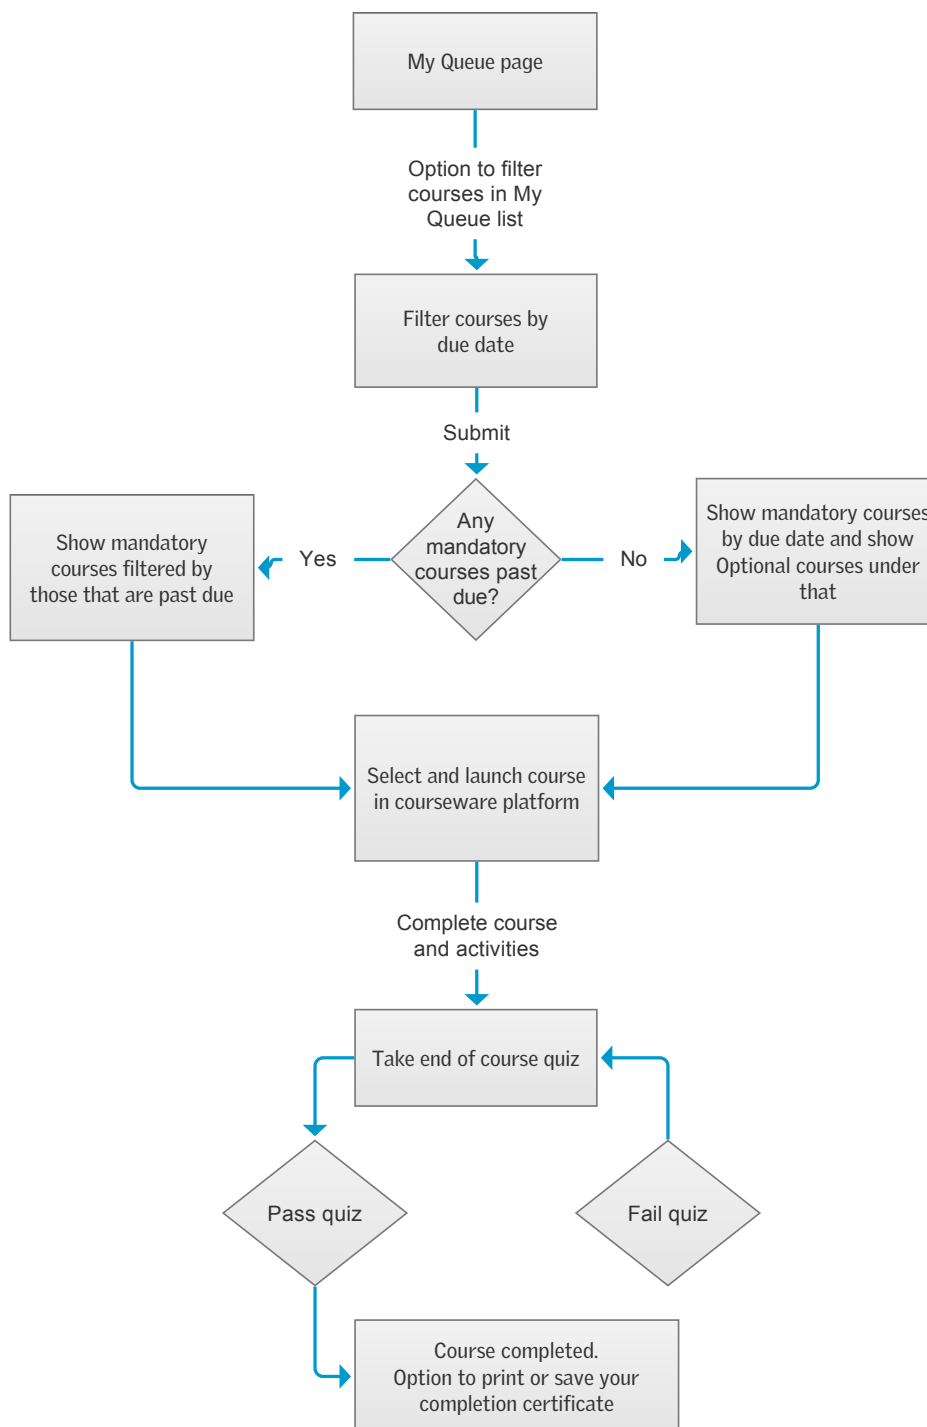 My Queue page
Option to filter
courses in My
Queue list
Filter courses by
due date
Submit
Any
mandatory
courses past
due?
Yes
No
Show mandatory
courses filtered by
those that are past due
Show mandatory courses
by due date and show
Optional courses under
that
Select and launch course
in courseware platform
Complete course
and activities
Take end of course quiz
Pass quiz
Fail quiz
Course completed.
Option to print or save your
completion certificate